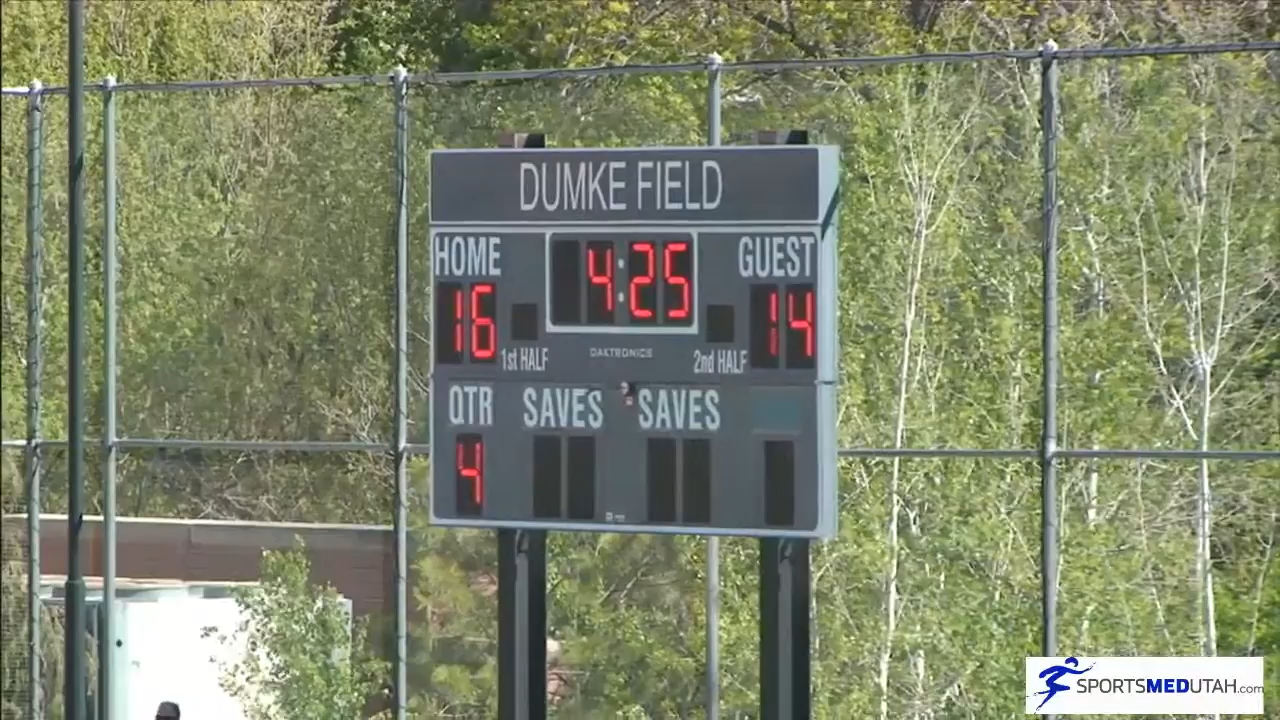 DUMKE FIELD
HOME 4:25 GUEST
16 14
1st HALF DAKTRONICS 2nd HALF
QTR SAVES SAVES
4
SPORTSMEDUTAH.com